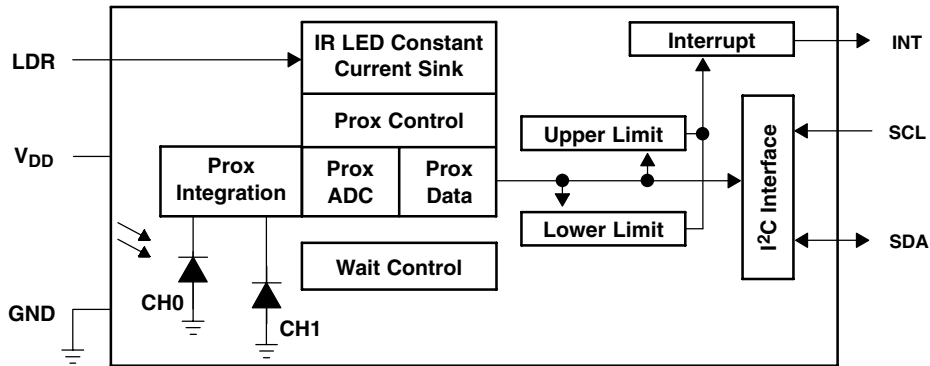 LDR
V_DD
GND
IR LED Constant
Current Sink
Prox Control
Prox
Integration
Prox
ADC
Prox
Data
Wait Control
CH0
CH1
Interrupt
Upper Limit
Lower Limit
I²C Interface
INT
SCL
SDA